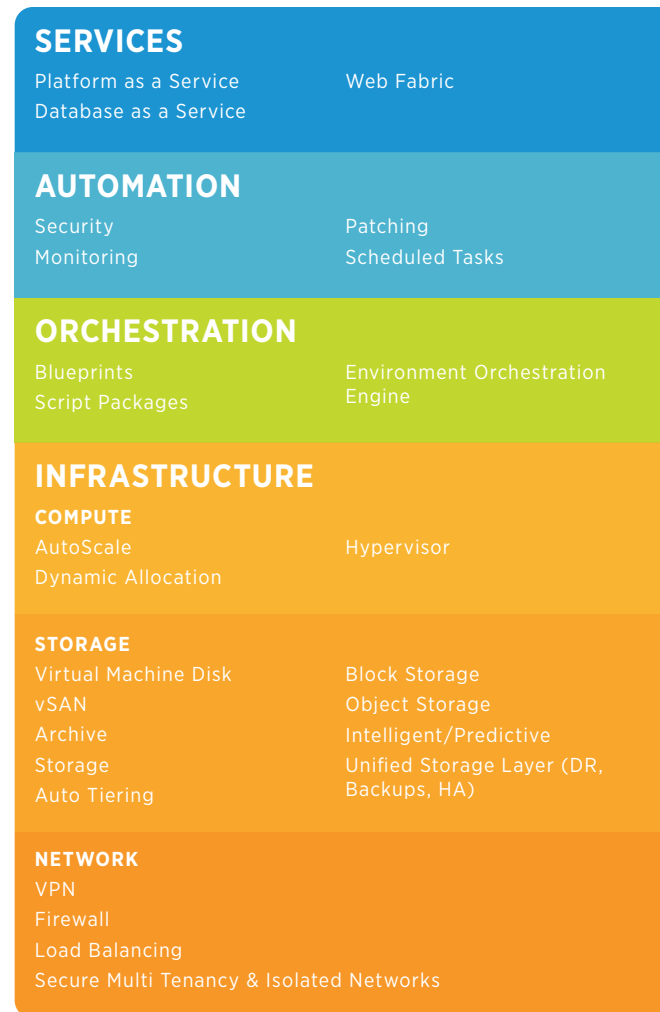 SERVICES
Platform as a Service
Database as a Service
Web Fabric
AUTOMATION
Security
Monitoring
Patching
Scheduled Tasks
ORCHESTRATION
Blueprints
Script Packages
Environment Orchestration
Engine
INFRASTRUCTURE
COMPUTE
AutoScale
Dynamic Allocation
Hypervisor
STORAGE
Virtual Machine Disk
vSAN
Archive
Storage
Auto Tiering
Block Storage
Object Storage
Intelligent/Predictive
Unified Storage Layer (DR,
Backups, HA)
NETWORK
VPN
Firewall
Load Balancing
Secure Multi Tenancy & Isolated Networks